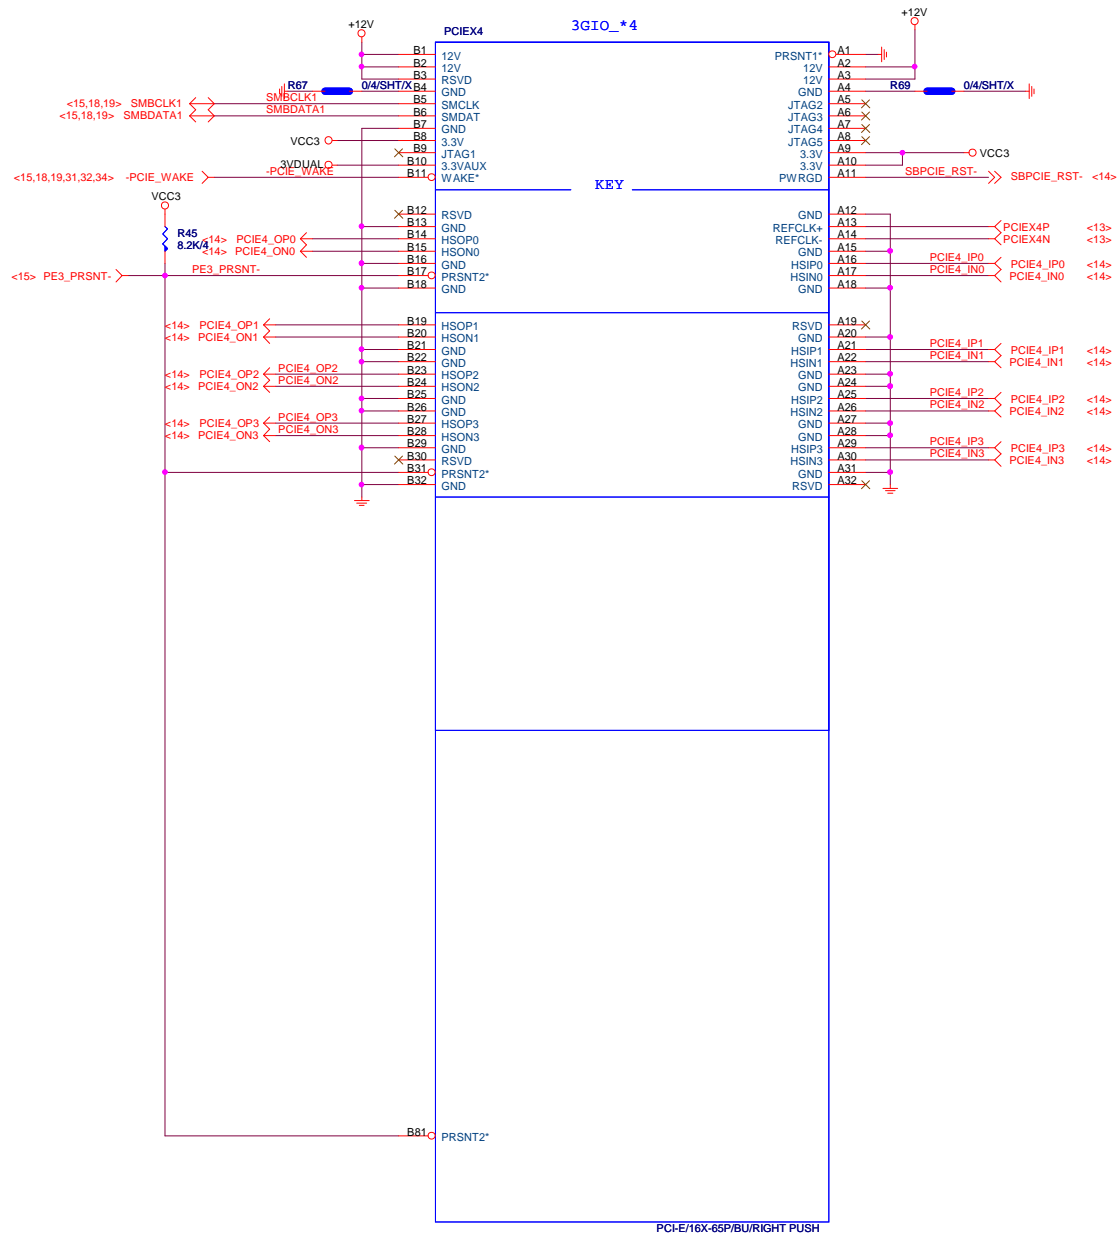 3GIO_*4
+12V
+12V
PCIEX4
B1 12V PRSNT1* A1
B2 12V 12V A2
B3 RSVD 12V A3
R67 0/4/SHT/X B4 GND GND A4 R69 0/4/SHT/X
<15,18,19> SMBCLK1 SMBCLK1 B5 SMCLK JTAG2 A5
<15,18,19> SMBDATA1 SMBDATA1 B6 SMDAT JTAG3 A6
B7 GND JTAG4 A7
VCC3 B8 3.3V JTAG5 A8
B9 JTAG1 3.3V A9 VCC3
3VDUAL B10 3.3VAUX 3.3V A10
<15,18,19,31,32,34> -PCIE_WAKE -PCIE_WAKE B11 WAKE* PWRGD A11 SBPCIE_RST- SBPCIE_RST- <14>
KEY
VCC3
B12 RSVD GND A12
B13 GND REFCLK+ A13 PCIEX4P <13>
R45
8.2K/4
<14> PCIE4_OP0 B14 HSOP0 REFCLK- A14 PCIEX4N <13>
<14> PCIE4_ON0 B15 HSON0 GND A15
B16 GND HSIP0 A16 PCIE4_IP0 PCIE4_IP0 <14>
<15> PE3_PRSNT- PE3_PRSNT- B17 PRSNT2* HSIN0 A17 PCIE4_IN0 PCIE4_IN0 <14>
B18 GND GND A18
<14> PCIE4_OP1 B19 HSOP1 RSVD A19
<14> PCIE4_ON1 B20 HSON1 GND A20
B21 GND HSIP1 A21 PCIE4_IP1 PCIE4_IP1 <14>
B22 GND HSIN1 A22 PCIE4_IN1 PCIE4_IN1 <14>
<14> PCIE4_OP2 PCIE4_OP2 B23 HSOP2 GND A23
<14> PCIE4_ON2 PCIE4_ON2 B24 HSON2 GND A24
B25 GND HSIP2 A25 PCIE4_IP2 PCIE4_IP2 <14>
B26 GND HSIN2 A26 PCIE4_IN2 PCIE4_IN2 <14>
<14> PCIE4_OP3 PCIE4_OP3 B27 HSOP3 GND A27
<14> PCIE4_ON3 PCIE4_ON3 B28 HSON3 GND A28
B29 GND HSIP3 A29 PCIE4_IP3 PCIE4_IP3 <14>
B30 RSVD HSIN3 A30 PCIE4_IN3 PCIE4_IN3 <14>
B31 PRSNT2* GND A31
B32 GND RSVD A32
B81 PRSNT2*
PCI-E/16X-65P/BU/RIGHT PUSH